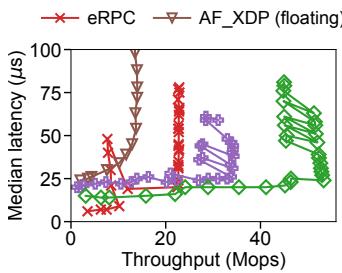 eRPC AF_XDP (floating)
100
75
50
25
0
Median latency (μs)
0 20 40
Throughput (Mops)